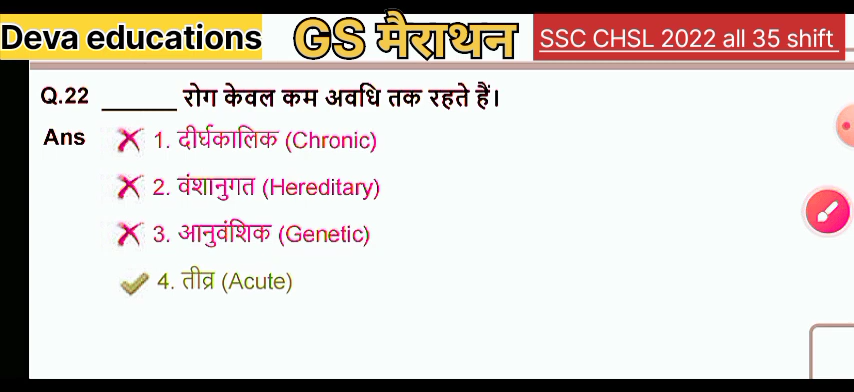 Deva educations GS मैराथन SSC CHSL 2022 all 35 shift
Q.22 ______ रोग केवल कम अवधि तक रहते हैं।
Ans 1. दीर्घकालिक (Chronic)
2. वंशानुगत (Hereditary)
3. आनुवंशिक (Genetic)
4. तीव्र (Acute)